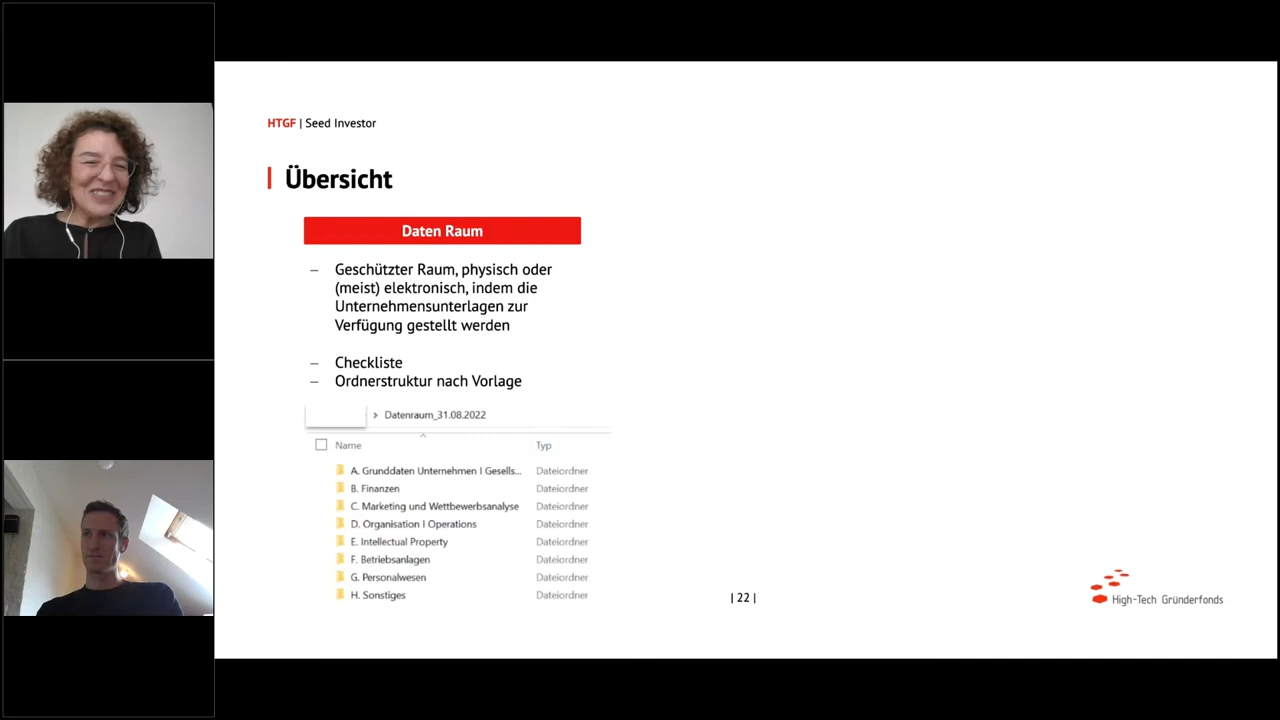 HTGF | Seed Investor
Übersicht
Daten Raum
– Geschützter Raum, physisch oder
(meist) elektronisch, indem die
Unternehmensunterlagen zur
Verfügung gestellt werden
– Checkliste
– Ordnerstruktur nach Vorlage
> Datenraum_31.08.2022
Name Typ
A. Grunddaten Unternehmen I Gesells... Dateiordner
B. Finanzen Dateiordner
C. Marketing und Wettbewerbsanalyse Dateiordner
D. Organisation I Operations Dateiordner
E. Intellectual Property Dateiordner
F. Betriebsanlagen Dateiordner
G. Personalwesen Dateiordner
H. Sonstiges Dateiordner
| 22 |
High-Tech Gründerfonds